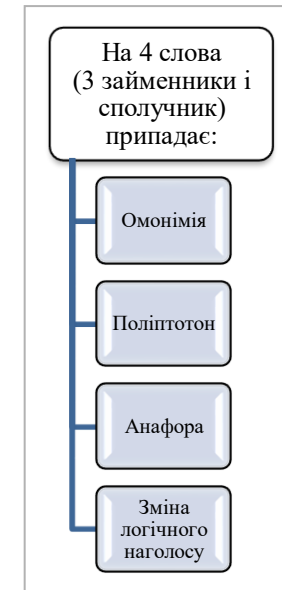 На 4 слова
(3 займенники і
сполучник)
припадає:
Омонімія
Поліптотон
Анафора
Зміна
логічного
наголосу